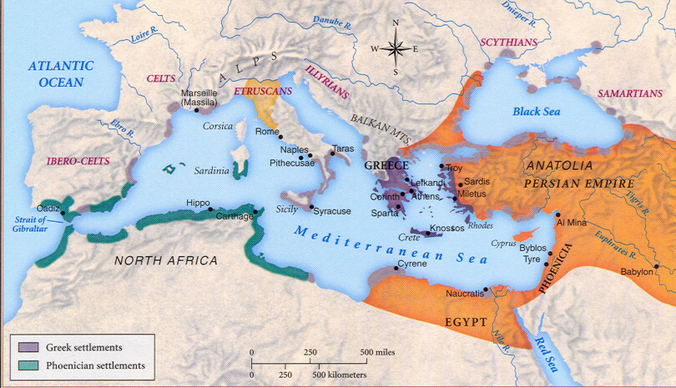 Dnieper R.
Danube R.
Loire R.
N
W
E
S
SCYTHIANS
ATLANTIC
OCEAN
ALPS
CELTS
ILLYRIANS
SAMARTIANS
ETRUSCANS
Marseille
(Massila)
Black Sea
Ebro R.
Corsica
Rome
BALKAN MTS.
IBERO-CELTS
Naples
Taras
Pithecusae
Sardinia
GREECE
Troy
ANATOLIA
Lefkandi
Sardis
PERSIAN EMPIRE
Corinth
Athens
Miletus
Cadiz
Hippo
Carthage
Sicily
Syracuse
Sparta
Rhodes
Tigris R.
Strait of
Gibraltar
Mediterranean Sea
Crete
Knossos
Cyprus
Al Mina
Byblos
Tyre
PHOENICIA
Euphrates R.
Babylon
NORTH AFRICA
Cyrene
Naucratis
EGYPT
Nile R.
Red Sea
Greek settlements
Phoenician settlements
0 250 500 miles
0 250 500 kilometers